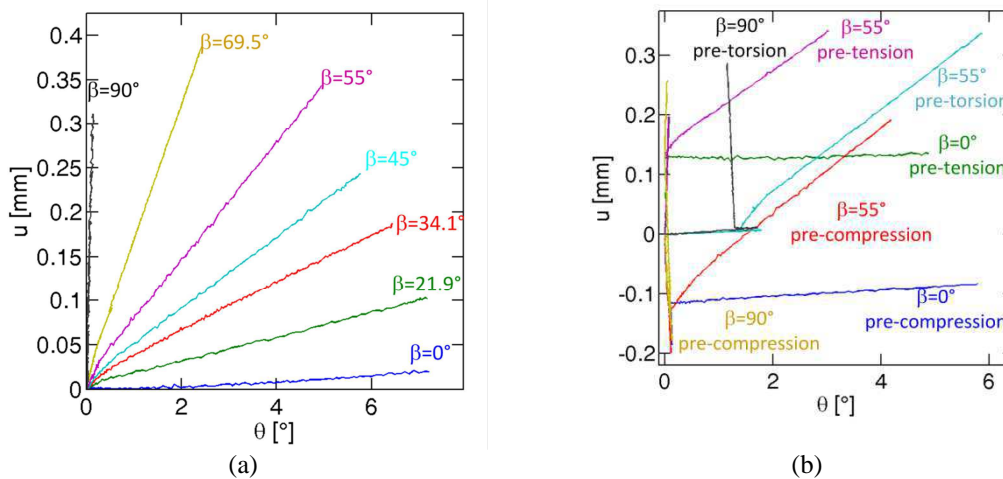 0.4
0.35
0.3
0.25
0.2
0.15
0.1
0.05
0
u [mm]
β=69.5°
β=90°
β=55°
β=45°
β=34.1°
β=21.9°
β=0°
0 2 4 6
θ [°]
(a)
0.3
0.2
0.1
0
-0.1
-0.2
u [mm]
β=90°
pre-torsion
β=55°
pre-tension
β=55°
pre-torsion
β=0°
pre-tension
β=55°
pre-compression
β=0°
pre-compression
β=90°
pre-compression
0 2 4 6
θ [°]
(b)